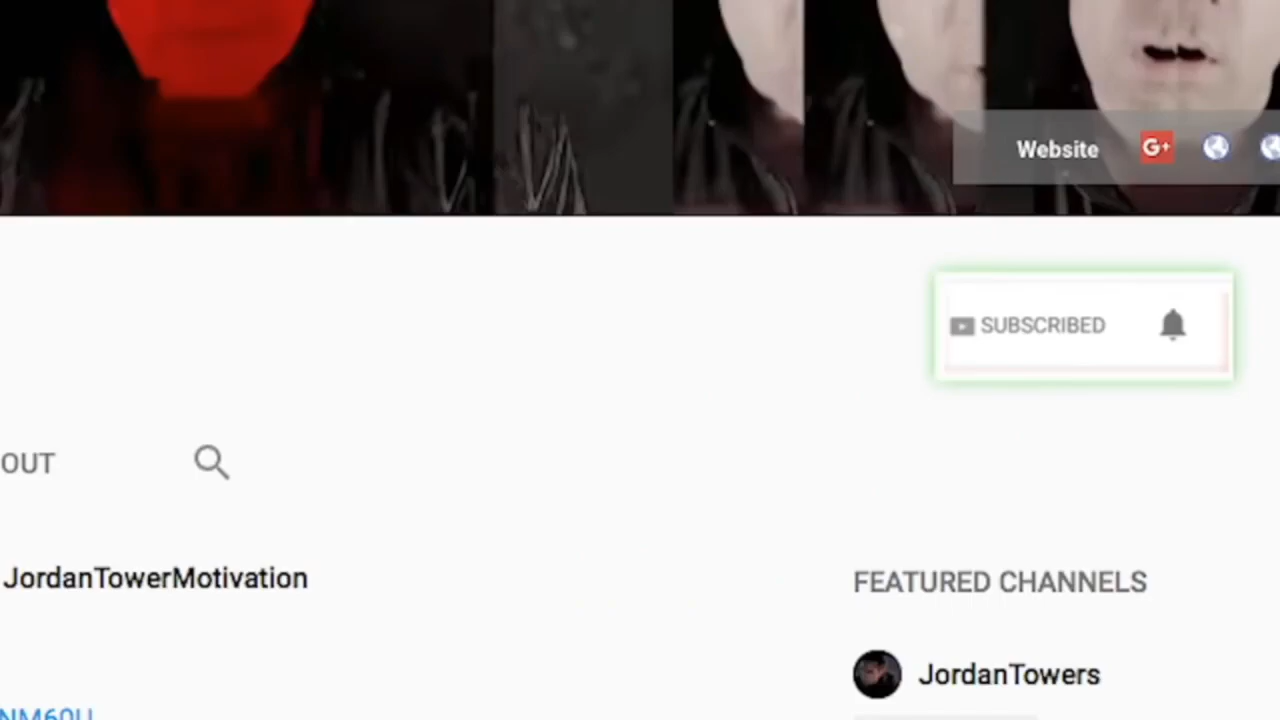 Website G+
SUBSCRIBED
OUT
JordanTowerMotivation
FEATURED CHANNELS
JordanTowers